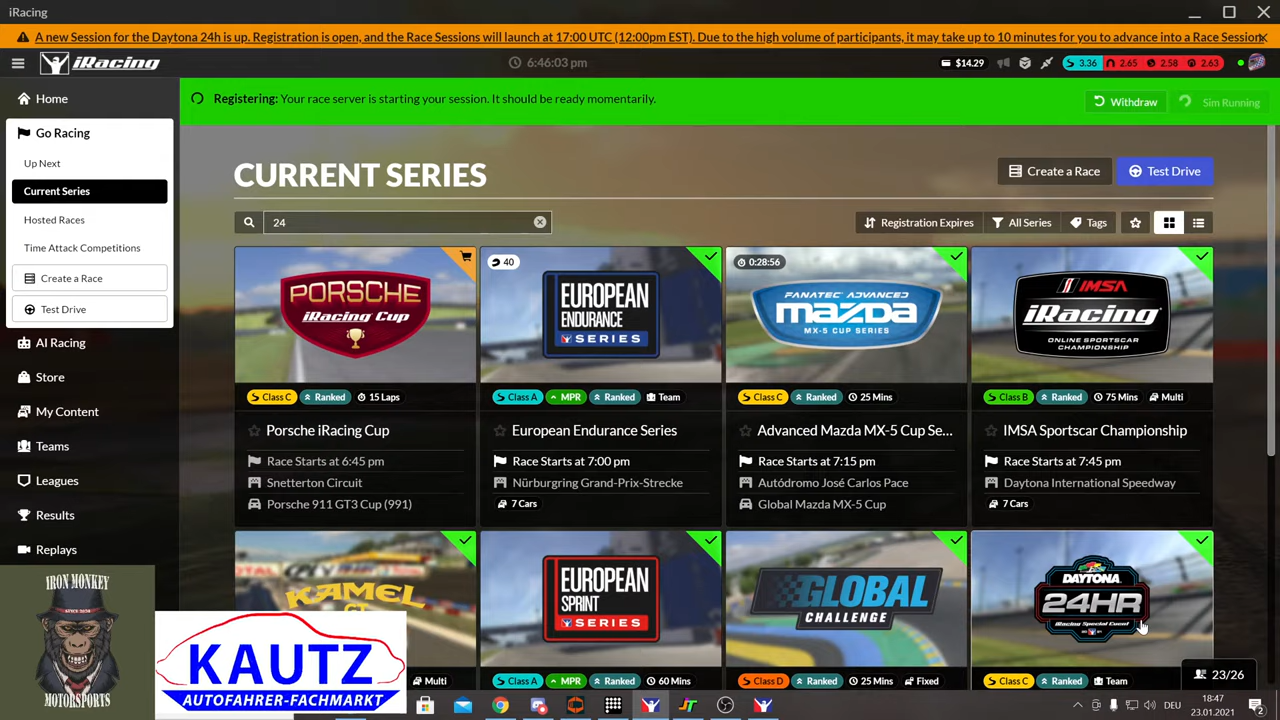 iRacing
A new Session for the Daytona 24h is up. Registration is open, and the Race Sessions will launch at 17:00 UTC (12:00pm EST). Due to the high volume of participants, it may take up to 10 minutes for you to advance into a Race Session.
iRacing
6:46:03 pm
$14.29
3.36
2.65
2.58
2.63
Home
Go Racing
Up Next
Current Series
Hosted Races
Time Attack Competitions
Create a Race
Test Drive
AI Racing
Store
My Content
Teams
Leagues
Results
Replays
Registering: Your race server is starting your session. It should be ready momentarily.
Withdraw
Sim Running
CURRENT SERIES
Create a Race
Test Drive
24
Registration Expires
All Series
Tags
PORSCHE
iRacing Cup
Class C Ranked 15 Laps
Porsche iRacing Cup
Race Starts at 6:45 pm
Snetterton Circuit
Porsche 911 GT3 Cup (991)
40
EUROPEAN
ENDURANCE
SERIES
Class A MPR Ranked Team
European Endurance Series
Race Starts at 7:00 pm
Nürburgring Grand-Prix-Strecke
7 Cars
0:28:56
FANATEC ADVANCED
mazda
MX-5 CUP SERIES
Class C Ranked 25 Mins
Advanced Mazda MX-5 Cup Se...
Race Starts at 7:15 pm
Autódromo José Carlos Pace
Global Mazda MX-5 Cup
IMSA
iRacing
ONLINE SPORTSCAR
CHAMPIONSHIP
Class B Ranked 75 Mins Multi
IMSA Sportscar Championship
Race Starts at 7:45 pm
Daytona International Speedway
7 Cars
KAMEL
GT
Multi
EUROPEAN
SPRINT
SERIES
Class A Ranked 60 Mins
GLOBAL
CHALLENGE
Class D Ranked 25 Mins Fixed
DAYTONA
24HR
iRacing Special Event
Class C Ranked Team
23/26
IRON MONKEY
MOTORSPORTS
KAUTZ
AUTOFAHRER-FACHMARKT
DEU
18:47
23.01.2021
2